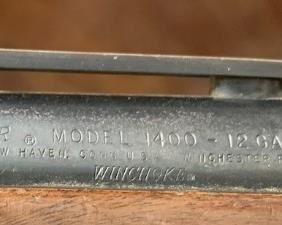 R ® MODEL 1400 - 12 GA
W HAVEN, CONN. U.S.A. WINCHESTER P
WINCHOKE